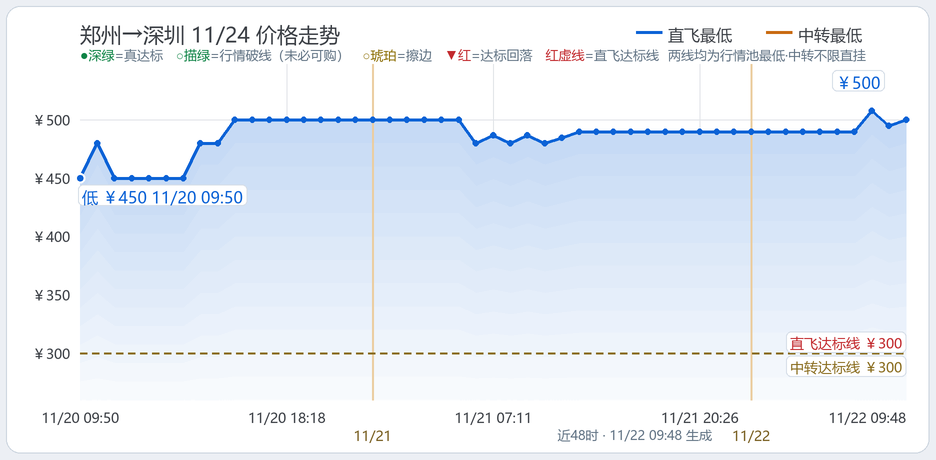 郑州→深圳 11/24 价格走势
直飞最低 中转最低
●深绿=真达标 ○描绿=行情破线（未必可购） ○琥珀=擦边 ▼红=达标回落 红虚线=直飞达标线 两线均为行情池最低·中转不限直挂
￥500
￥500
￥450
低 ￥450 11/20 09:50
￥400
￥350
直飞达标线 ￥300
￥300
中转达标线 ￥300
11/20 09:50 11/20 18:18 11/21 07:11 11/21 20:26 11/22 09:48
11/21 近48时 · 11/22 09:48 生成 11/22